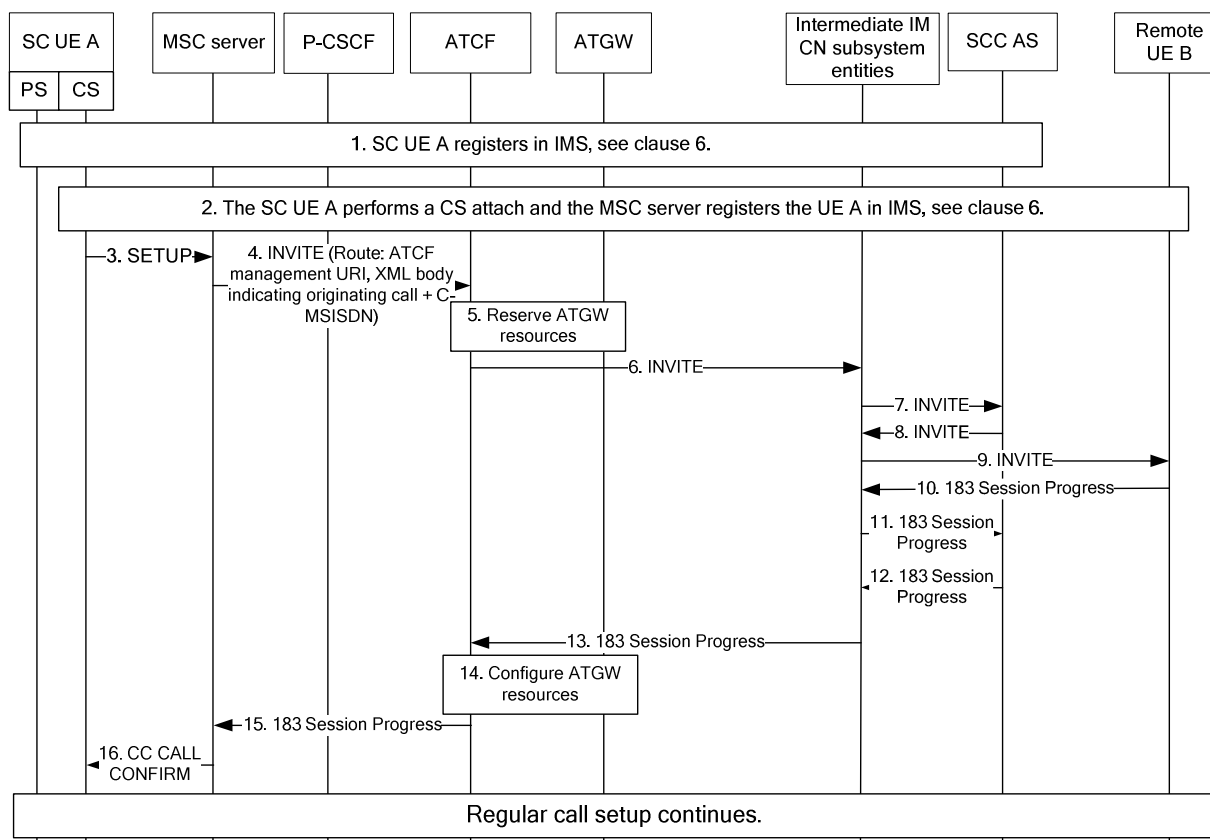 SC UE A
PS
CS
MSC server
P-CSCF
ATCF
ATGW
Intermediate IM
CN subsystem
entities
SCC AS
Remote
UE B
1. SC UE A registers in IMS, see clause 6.
2. The SC UE A performs a CS attach and the MSC server registers the UE A in IMS, see clause 6.
3. SETUP
4. INVITE (Route: ATCF
management URI, XML body
indicating originating call + C-
MSISDN)
5. Reserve ATGW
resources
6. INVITE
7. INVITE
8. INVITE
9. INVITE
10. 183 Session Progress
11. 183 Session
Progress
12. 183 Session
Progress
13. 183 Session Progress
14. Configure ATGW
resources
15. 183 Session Progress
16. CC CALL
CONFIRM
Regular call setup continues.